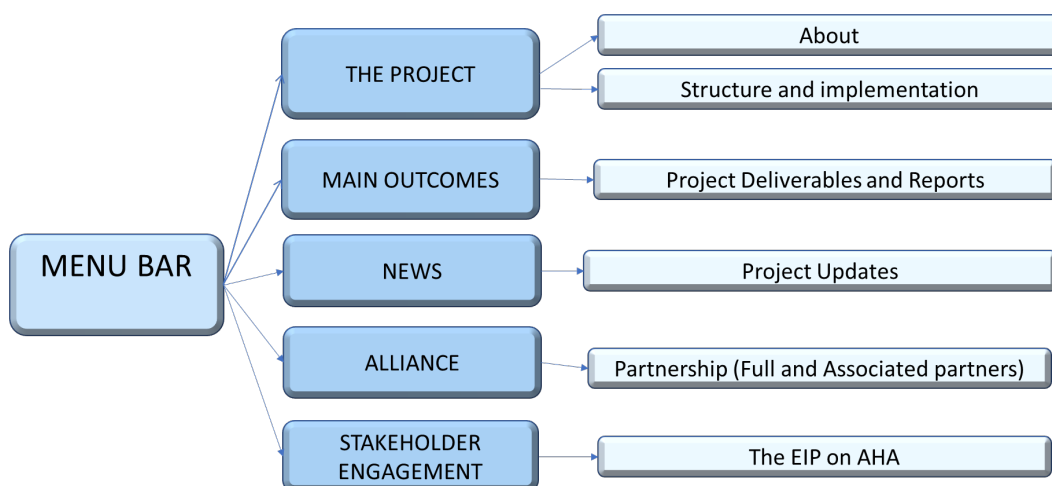 MENU BAR
THE PROJECT
About
Structure and implementation
MAIN OUTCOMES
Project Deliverables and Reports
NEWS
Project Updates
ALLIANCE
Partnership (Full and Associated partners)
STAKEHOLDER
ENGAGEMENT
The EIP on AHA